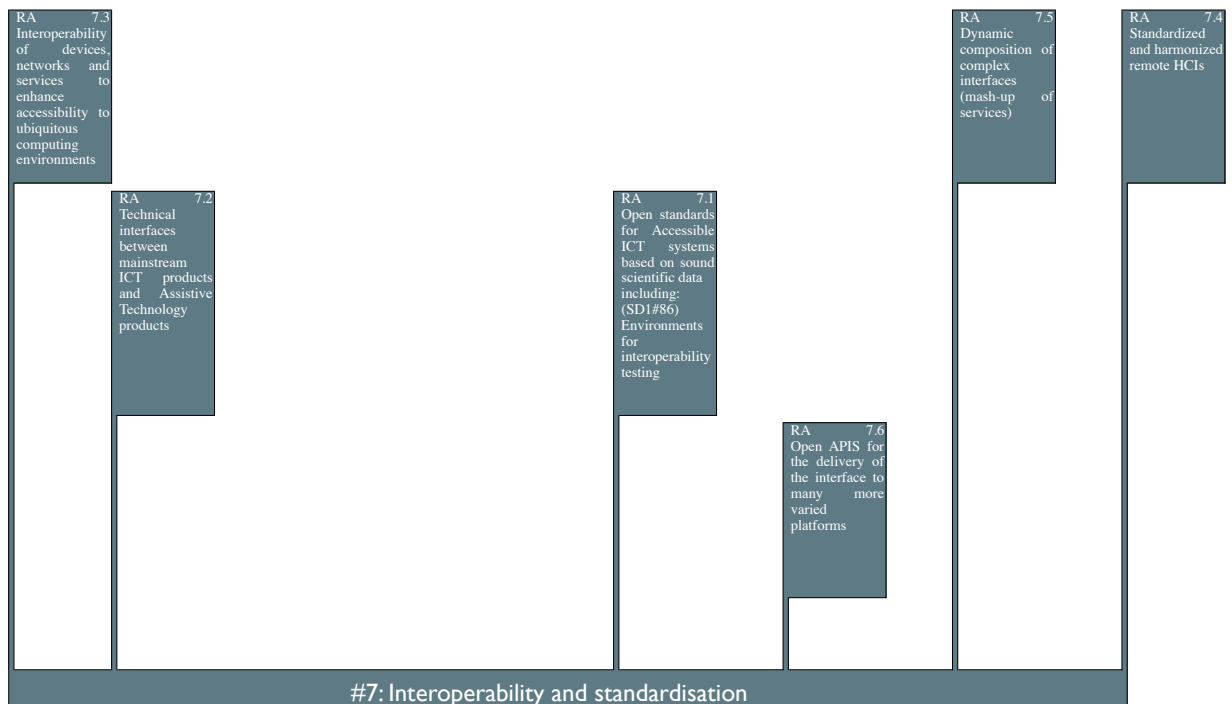 RA 7.3
Interoperability
of devices,
networks and
services to
enhance
accessibility to
ubiquitous
computing
environments
RA 7.2
Technical
interfaces
between
mainstream
ICT products
and Assistive
Technology
products
RA 7.1
Open standards
for Accessible
ICT systems
based on sound
scientific data
including:
(SD1#86)
Environments
for
interoperability
testing
RA 7.6
Open APIS for
the delivery of
the interface to
many more
varied
platforms
RA 7.5
Dynamic
composition of
complex
interfaces
(mash-up of
services)
RA 7.4
Standardized
and harmonized
remote HCIs
#7: Interoperability and standardisation